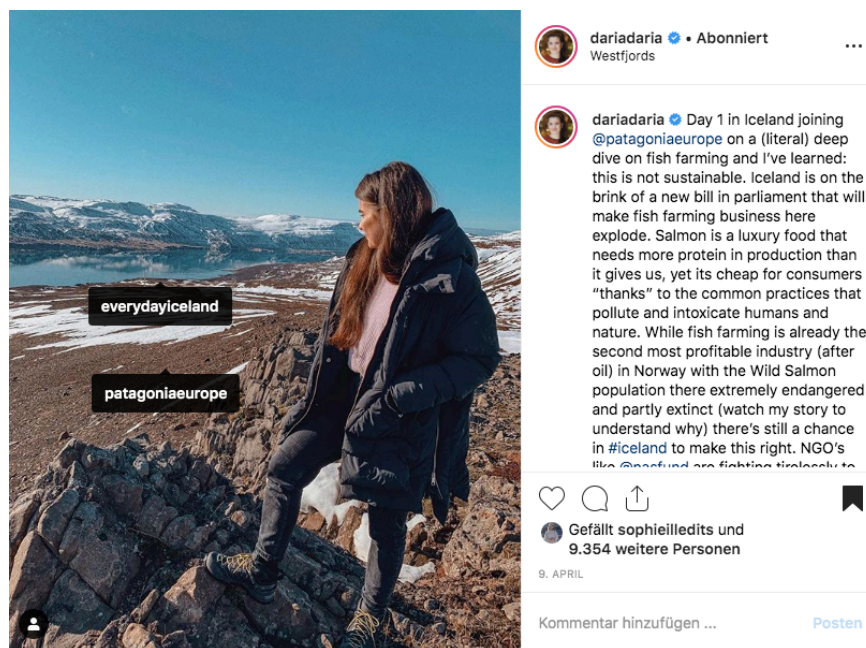 everydayiceland
patagoniaeurope
dariadaria • Abonniert
Westfjords
dariadaria Day 1 in Iceland joining
@patagoniaeurope on a (literal) deep
dive on fish farming and I've learned:
this is not sustainable. Iceland is on the
brink of a new bill in parliament that will
make fish farming business here
explode. Salmon is a luxury food that
needs more protein in production than
it gives us, yet its cheap for consumers
“thanks” to the common practices that
pollute and intoxicate humans and
nature. While fish farming is already the
second most profitable industry (after
oil) in Norway with the Wild Salmon
population there extremely endangered
and partly extinct (watch my story to
understand why) there's still a chance
in #iceland to make this right. NGO's
like @nasfund are fighting tirelessly to
Gefällt sophieilledits und
9.354 weitere Personen
9. APRIL
Kommentar hinzufügen ...
Posten